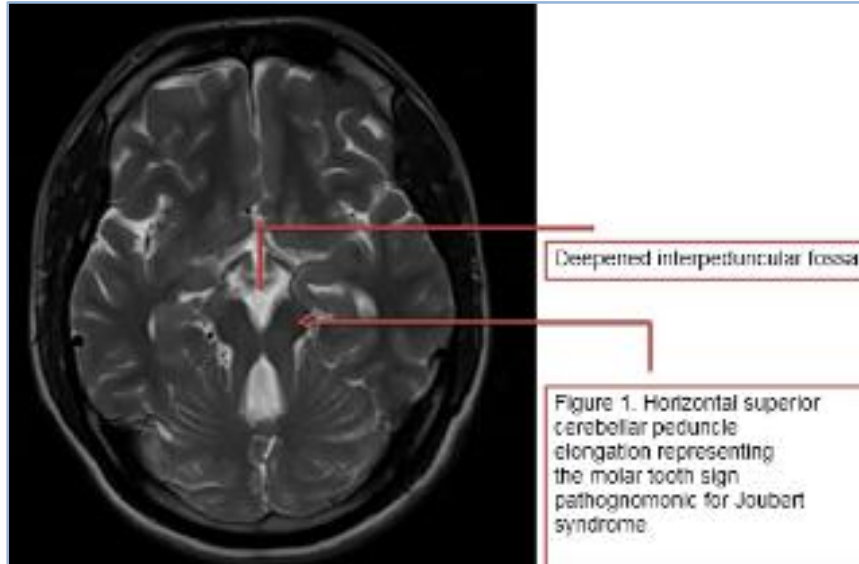 Deepened interpeduncular fossa
Figure 1. Horizontal superior
cerebellar peduncle
elongation representing
the molar tooth sign
pathognomonic for Joubert
syndrome